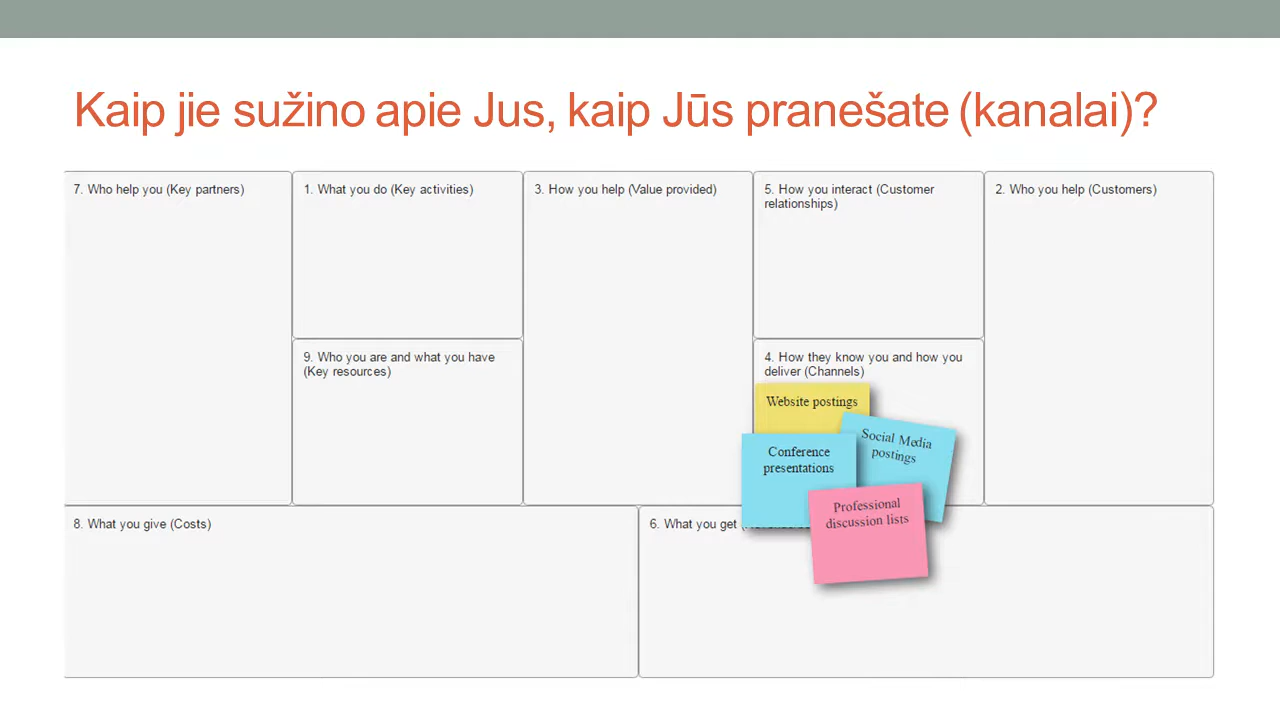 Kaip jie sužino apie Jus, kaip Jūs pranešate (kanalai)?
7. Who help you (Key partners)
1. What you do (Key activities)
3. How you help (Value provided)
5. How you interact (Customer
relationships)
2. Who you help (Customers)
9. Who you are and what you have
(Key resources)
4. How they know you and how you
deliver (Channels)
Website postings
Social Media
postings
Conference
presentations
Professional
discussion lists
8. What you give (Costs)
6. What you get